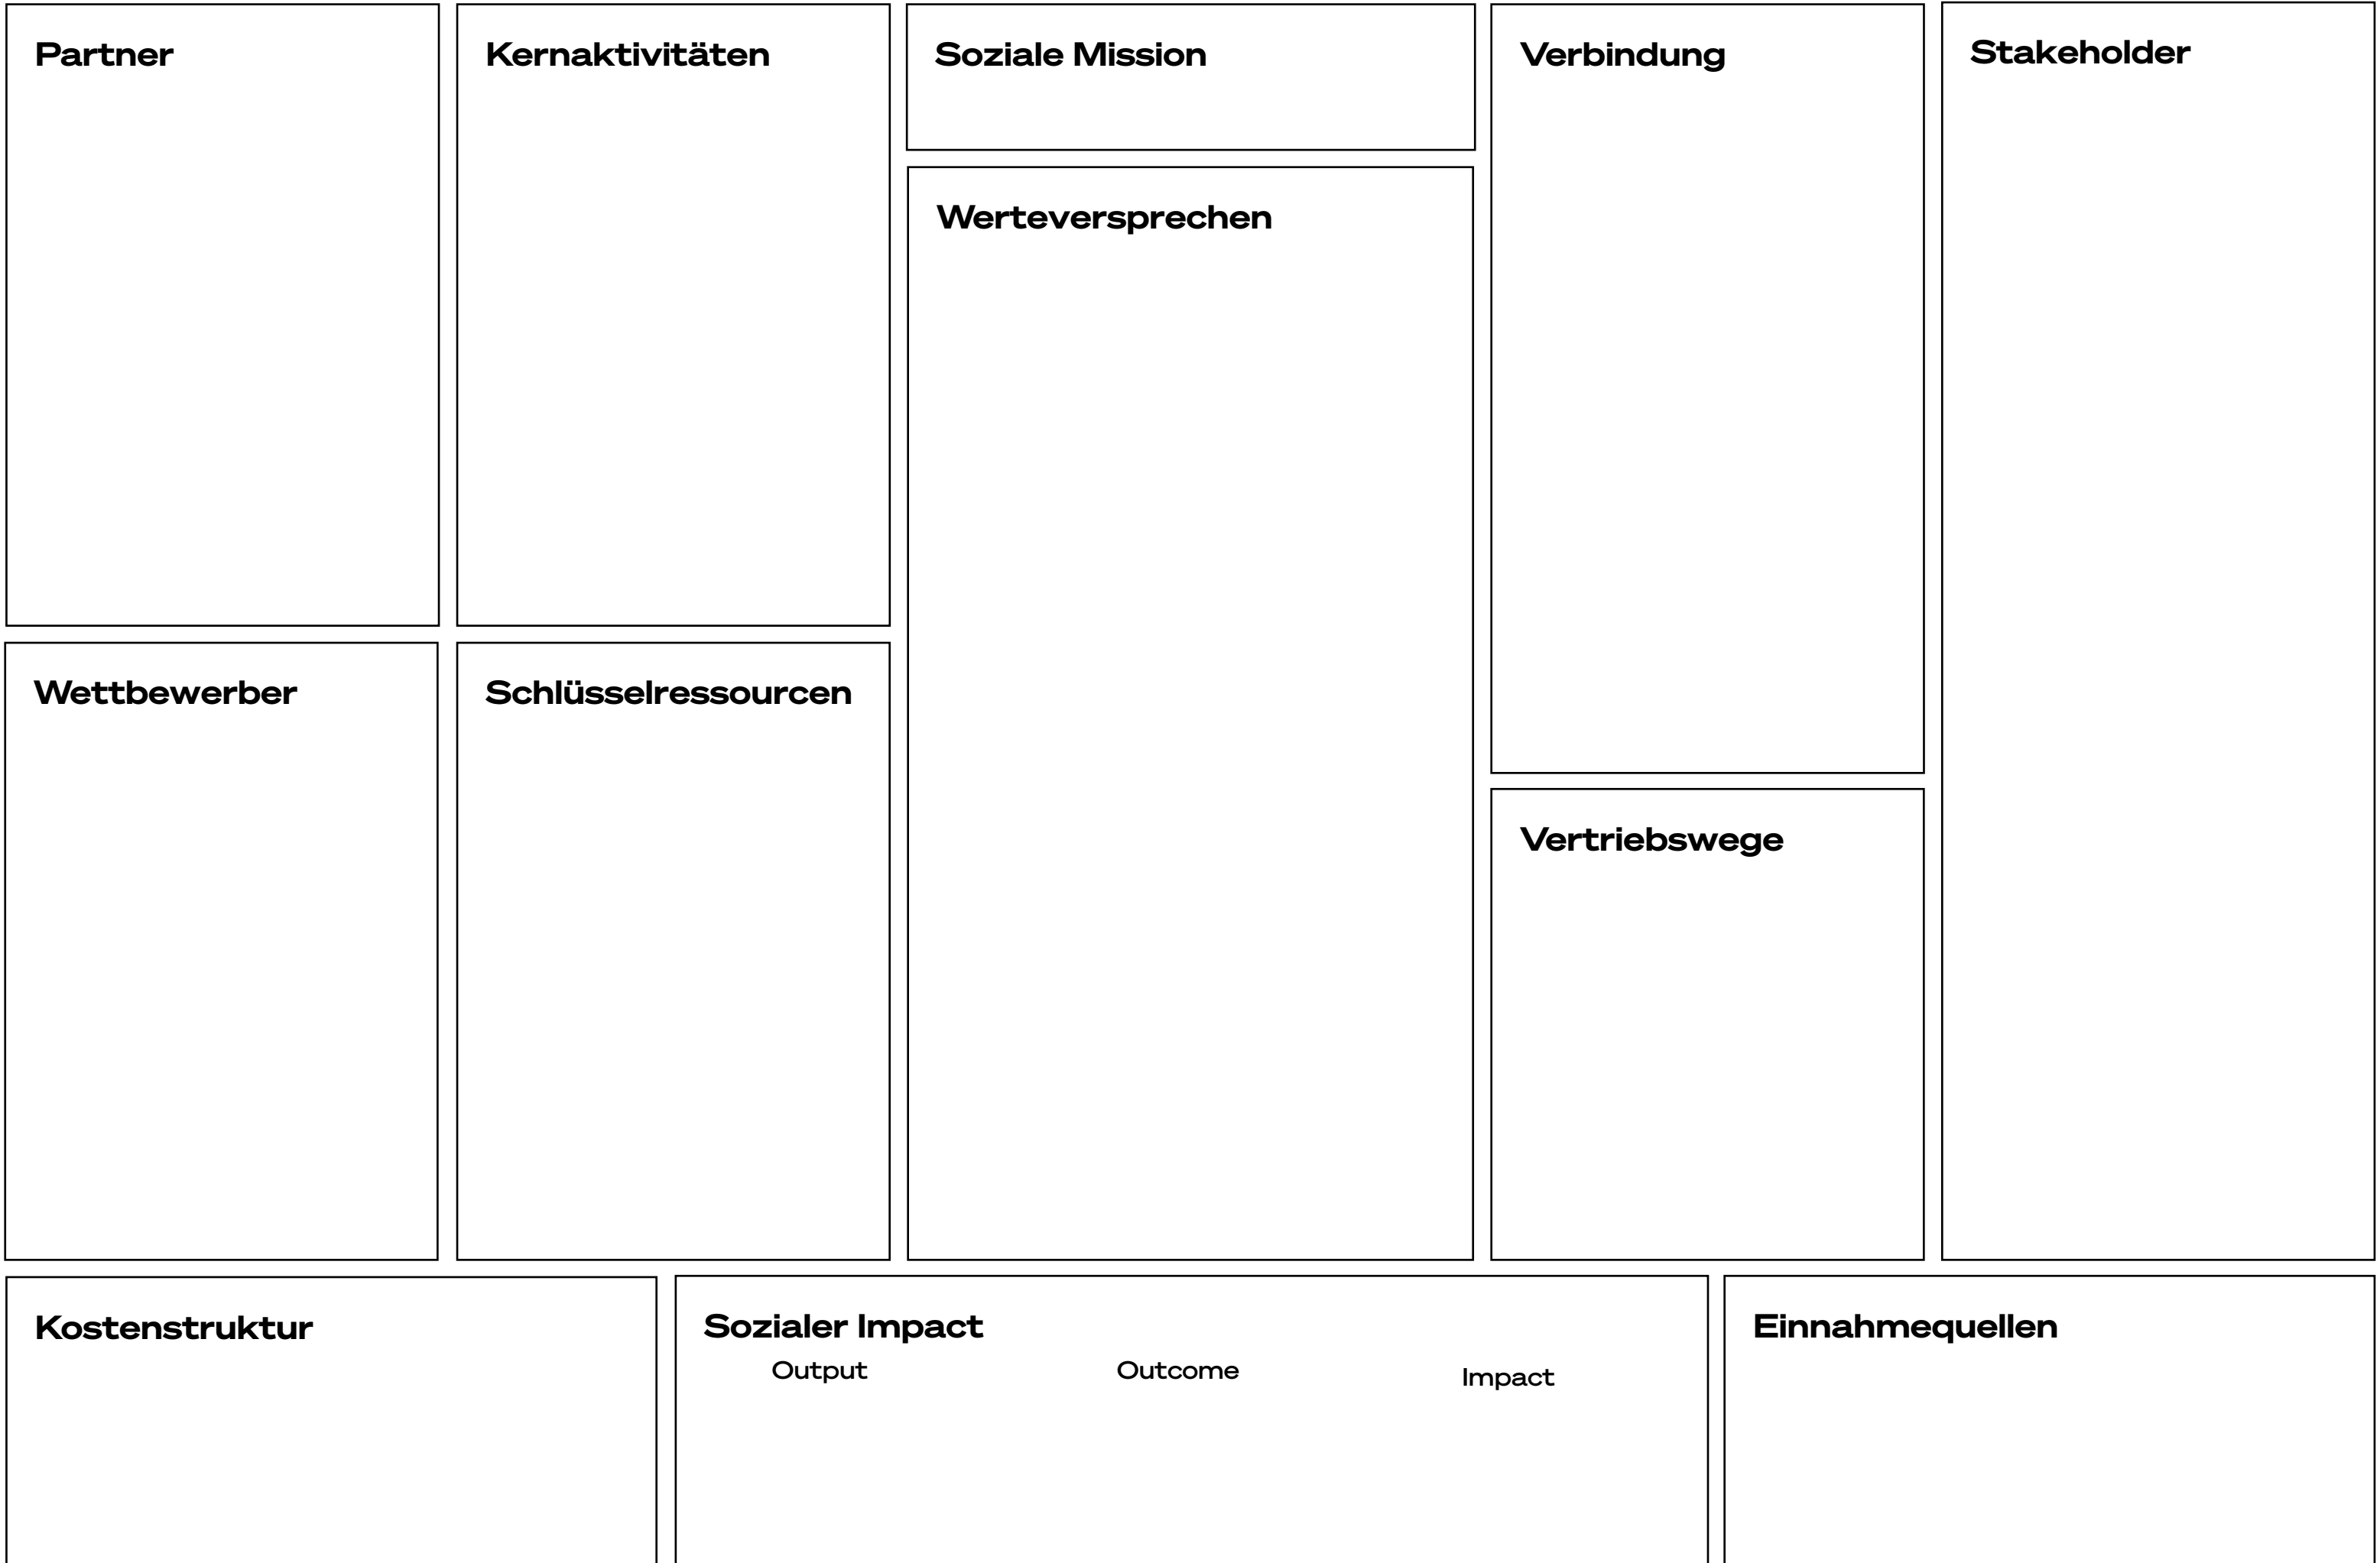 Partner
Kernaktivitäten
Soziale Mission
Verbindung
Stakeholder
Werteversprechen
Wettbewerber
Schlüsselressourcen
Vertriebswege
Kostenstruktur
Sozialer Impact
Output
Outcome
Impact
Einnahmequellen